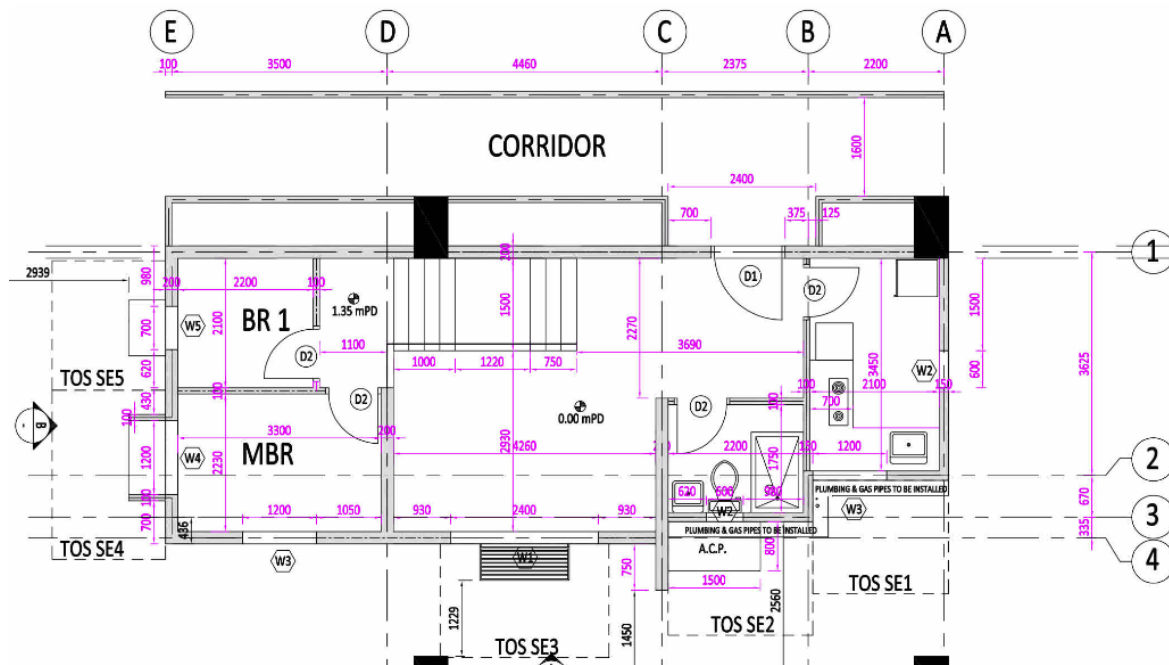 E D C B A
100 3500 4460 2375 2200
CORRIDOR
1600
2400
700 375 125
1
200
980
2939
200 2200 100
D1
D2
1.35 mPD
BR 1
W5
700
2100
1500
2270
3450
1500
3625
1100
D2
3690
W2
1000 1220 750
620
TOS SE5
600
100 2100 150
700
430
100
D2
D2
0.00 mPD
100
100
B
3300 200
2930
4260
2200
1200
MBR
W4
1200
2230
1750
2
620 600 980
PLUMBING & GAS PIPES TO BE INSTALLED
670
100
1200 1050
930 2400 930
W2
W3
3
700
436
PLUMBING & GAS PIPES TO BE INSTALLED
335
TOS SE4
W3
W1
A.C.P.
800
4
750
1500
TOS SE1
1229
2560
TOS SE2
1450
TOS SE3